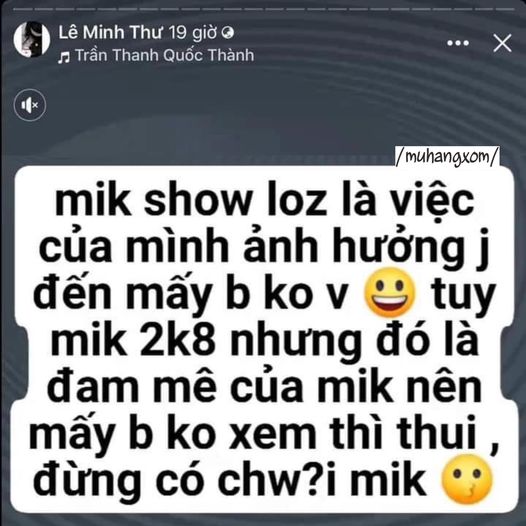 Lê Minh Thư 19 giờ
Trần Thanh Quốc Thành
/muhangxom/
mik show loz là việc
của mình ảnh hưởng j
đến mấy b ko v 😀 tuy
mik 2k8 nhưng đó là
đam mê của mik nên
mấy b ko xem thì thui ,
đừng có chw?i mik 😗